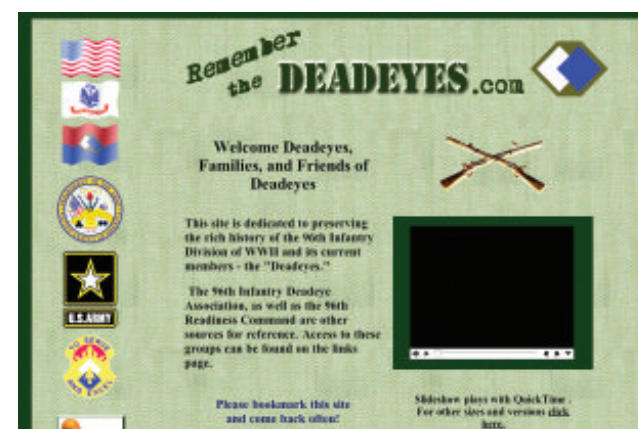 Remember
the DEADEYES.com
Welcome Deadeyes,
Families, and Friends of
Deadeyes
This site is dedicated to preserving
the rich history of the 96th Infantry
Division of WWII and its current
members - the "Deadeyes."
The 96th Infantry Deadeye
Association, as well as the 96th
Readiness Command are other
sources for reference. Access to these
groups can be found on the links
page.
Please bookmark this site
and come back often!
Slideshow plays with QuickTime .
For other sizes and versions click
here.
U.S.ARMY